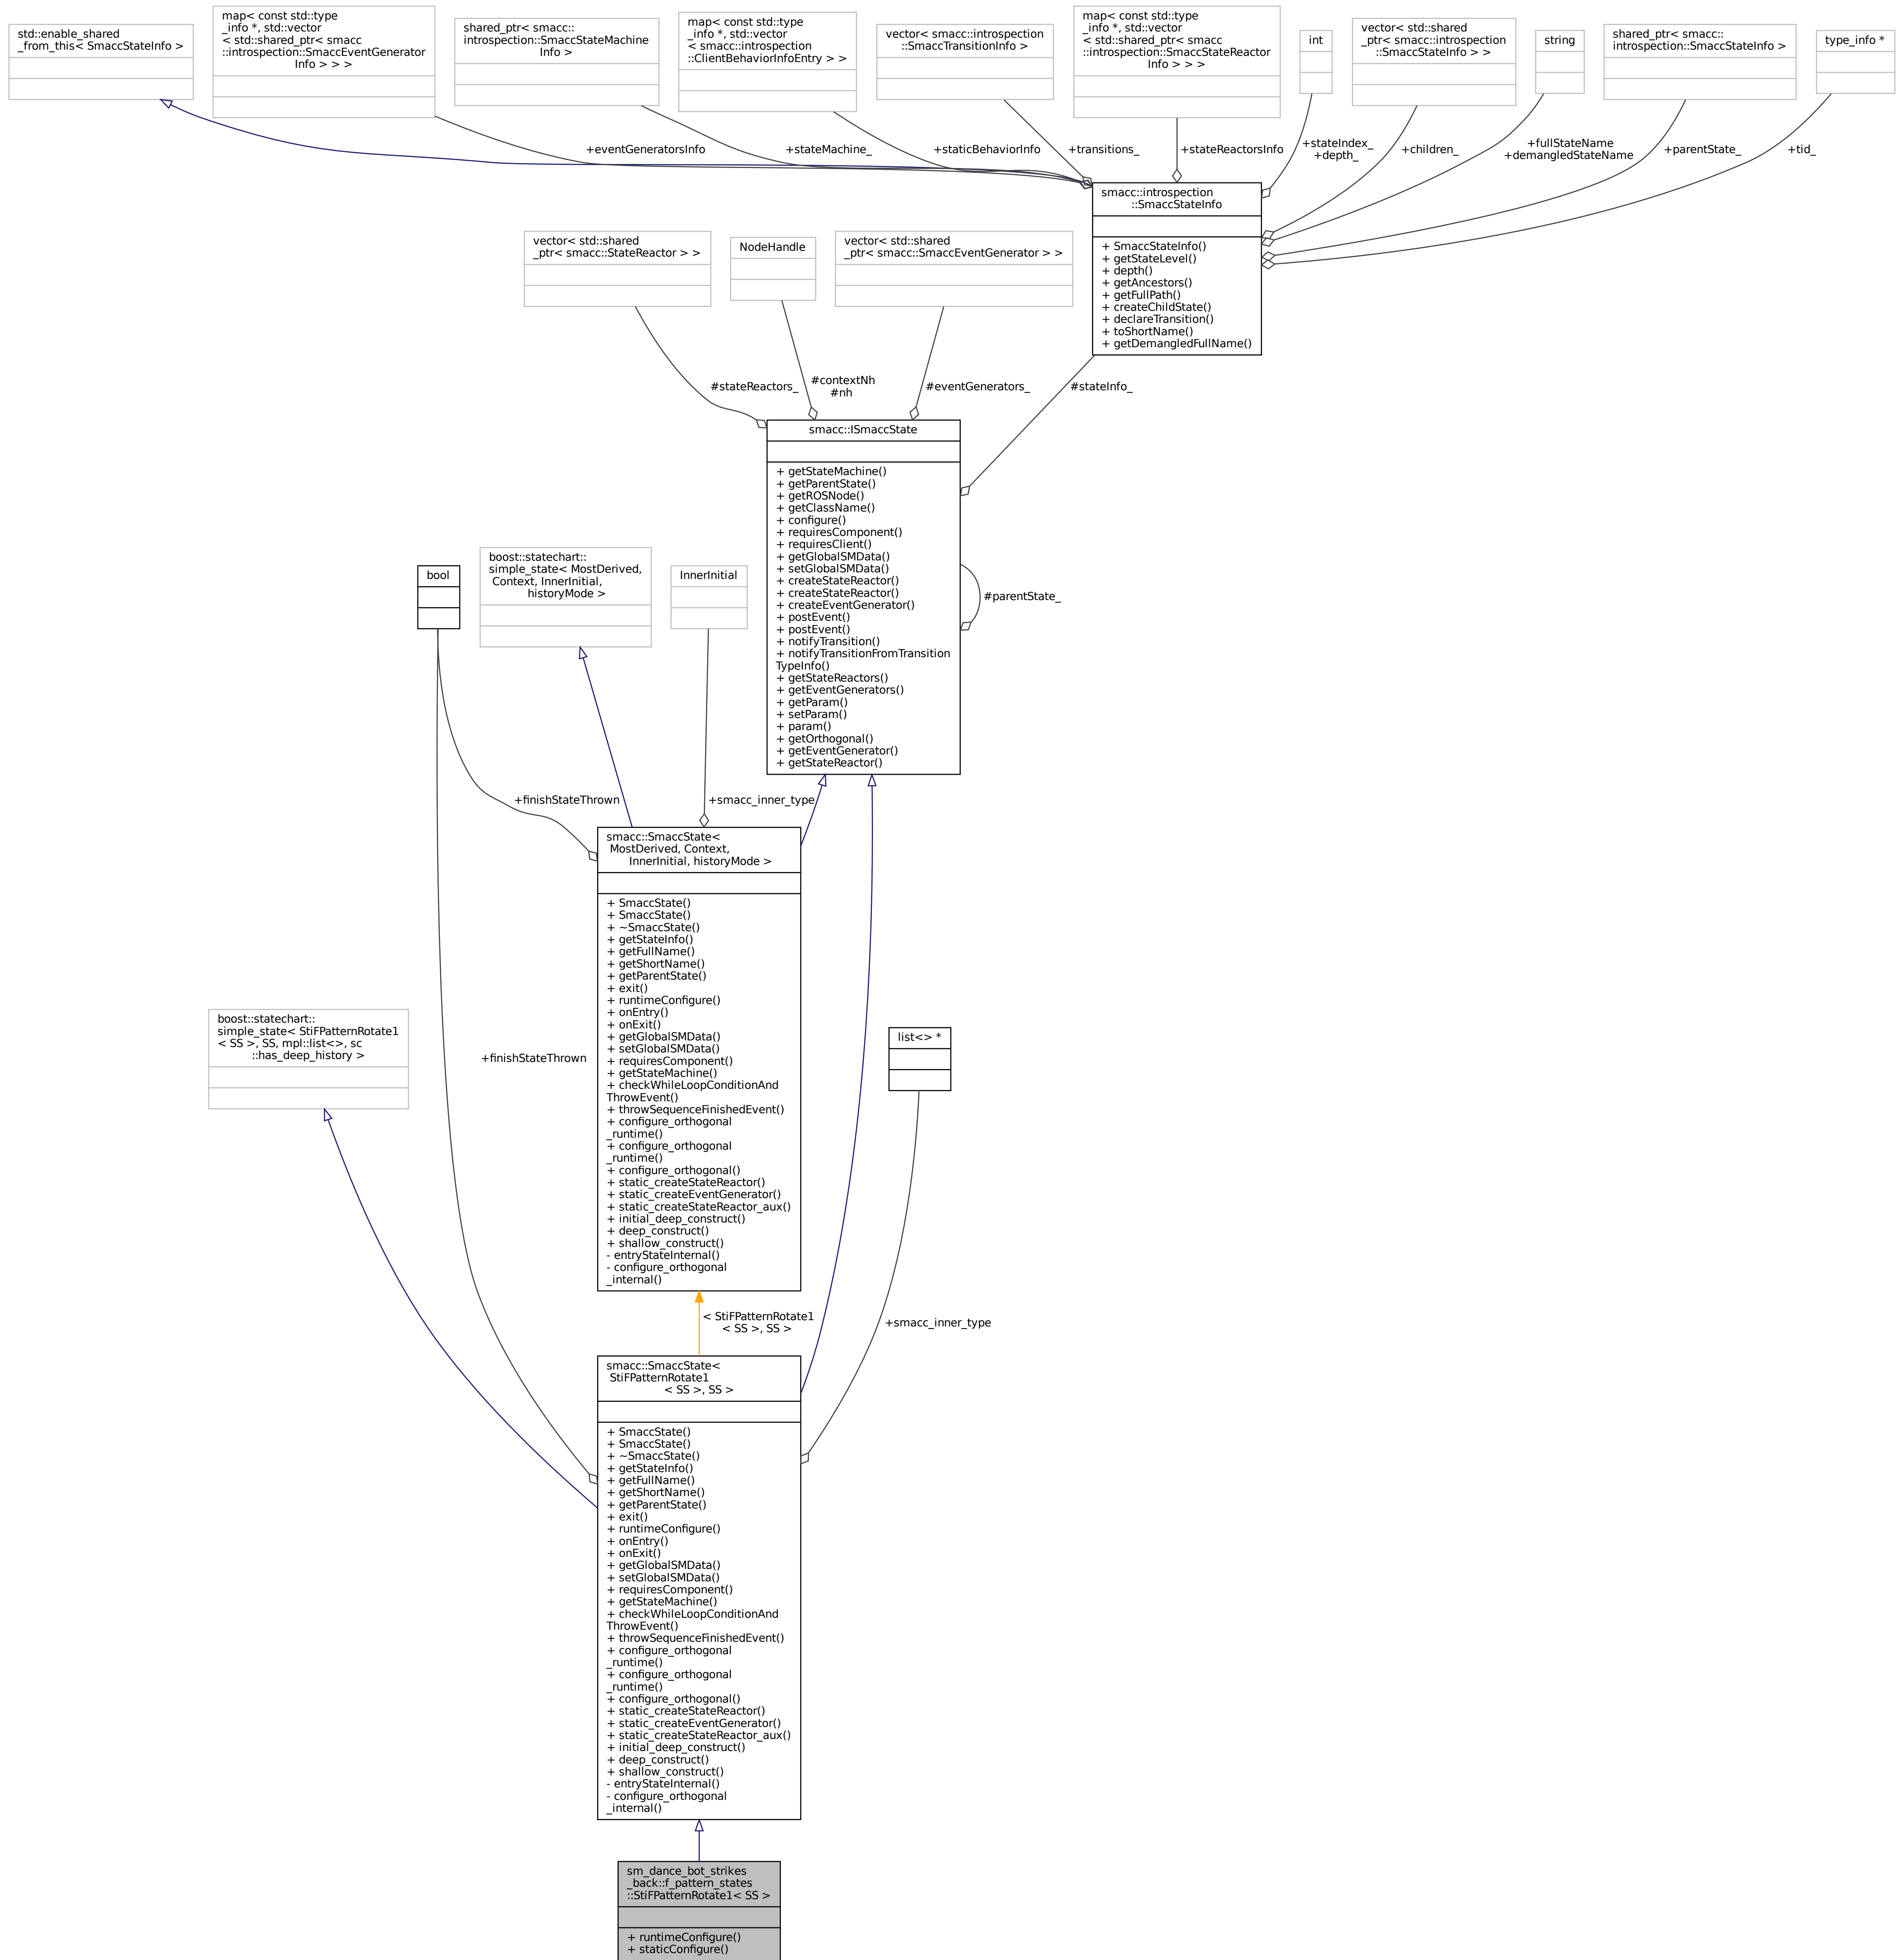 std::enable_shared
_from_this< SmaccStateInfo >
map< const std::type
_info *, std::vector
< std::shared_ptr< smacc
::introspection::SmaccEventGenerator
Info > > >
shared_ptr< smacc::
introspection::SmaccStateMachine
Info >
map< const std::type
_info *, std::vector
< smacc::introspection
::ClientBehaviorInfoEntry > >
vector< smacc::introspection
::SmaccTransitionInfo >
map< const std::type
_info *, std::vector
< std::shared_ptr< smacc
::introspection::SmaccStateReactor
Info > > >
int
vector< std::shared
_ptr< smacc::introspection
::SmaccStateInfo > >
string
shared_ptr< smacc::
introspection::SmaccStateInfo >
type_info *
+eventGeneratorsInfo
+stateMachine_
+staticBehaviorInfo
+transitions_
+stateReactorsInfo
+stateIndex_
+depth_
+children_
+fullStateName
+demangledStateName
+parentState_
+tid_
smacc::introspection
::SmaccStateInfo
+ SmaccStateInfo()
+ getStateLevel()
+ depth()
+ getAncestors()
+ getFullPath()
+ createChildState()
+ declareTransition()
+ toShortName()
+ getDemangledFullName()
vector< std::shared
_ptr< smacc::StateReactor > >
NodeHandle
vector< std::shared
_ptr< smacc::SmaccEventGenerator > >
#stateReactors_
#contextNh
#nh
#eventGenerators_
#stateInfo_
smacc::ISmaccState
+ getStateMachine()
+ getParentState()
+ getROSNode()
+ getClassName()
+ configure()
+ requiresComponent()
+ requiresClient()
+ getGlobalSMData()
+ setGlobalSMData()
+ createStateReactor()
+ createStateReactor()
+ createEventGenerator()
+ postEvent()
+ postEvent()
+ notifyTransition()
+ notifyTransitionFromTransition
TypeInfo()
+ getStateReactors()
+ getEventGenerators()
+ getParam()
+ setParam()
+ param()
+ getOrthogonal()
+ getEventGenerator()
+ getStateReactor()
#parentState_
bool
boost::statechart::
simple_state< MostDerived,
Context, InnerInitial,
historyMode >
InnerInitial
+finishStateThrown
+smacc_inner_type
smacc::SmaccState<
MostDerived, Context,
InnerInitial, historyMode >
+ SmaccState()
+ SmaccState()
+ ~SmaccState()
+ getStateInfo()
+ getFullName()
+ getShortName()
+ getParentState()
+ exit()
+ runtimeConfigure()
+ onEntry()
+ onExit()
+ getGlobalSMData()
+ setGlobalSMData()
+ requiresComponent()
+ getStateMachine()
+ checkWhileLoopConditionAnd
ThrowEvent()
+ throwSequenceFinishedEvent()
+ configure_orthogonal
_runtime()
+ configure_orthogonal
_runtime()
+ configure_orthogonal()
+ static_createStateReactor()
+ static_createEventGenerator()
+ static_createStateReactor_aux()
+ initial_deep_construct()
+ deep_construct()
+ shallow_construct()
- entryStateInternal()
- configure_orthogonal
_internal()
boost::statechart::
simple_state< StiFPatternRotate1
< SS >, SS, mpl::list<>, sc
::has_deep_history >
+finishStateThrown
list<> *
< StiFPatternRotate1
< SS >, SS >
+smacc_inner_type
smacc::SmaccState<
StiFPatternRotate1
< SS >, SS >
+ SmaccState()
+ SmaccState()
+ ~SmaccState()
+ getStateInfo()
+ getFullName()
+ getShortName()
+ getParentState()
+ exit()
+ runtimeConfigure()
+ onEntry()
+ onExit()
+ getGlobalSMData()
+ setGlobalSMData()
+ requiresComponent()
+ getStateMachine()
+ checkWhileLoopConditionAnd
ThrowEvent()
+ throwSequenceFinishedEvent()
+ configure_orthogonal
_runtime()
+ configure_orthogonal
_runtime()
+ configure_orthogonal()
+ static_createStateReactor()
+ static_createEventGenerator()
+ static_createStateReactor_aux()
+ initial_deep_construct()
+ deep_construct()
+ shallow_construct()
- entryStateInternal()
- configure_orthogonal
_internal()
sm_dance_bot_strikes
_back::f_pattern_states
::StiFPatternRotate1< SS >
+ runtimeConfigure()
+ staticConfigure()